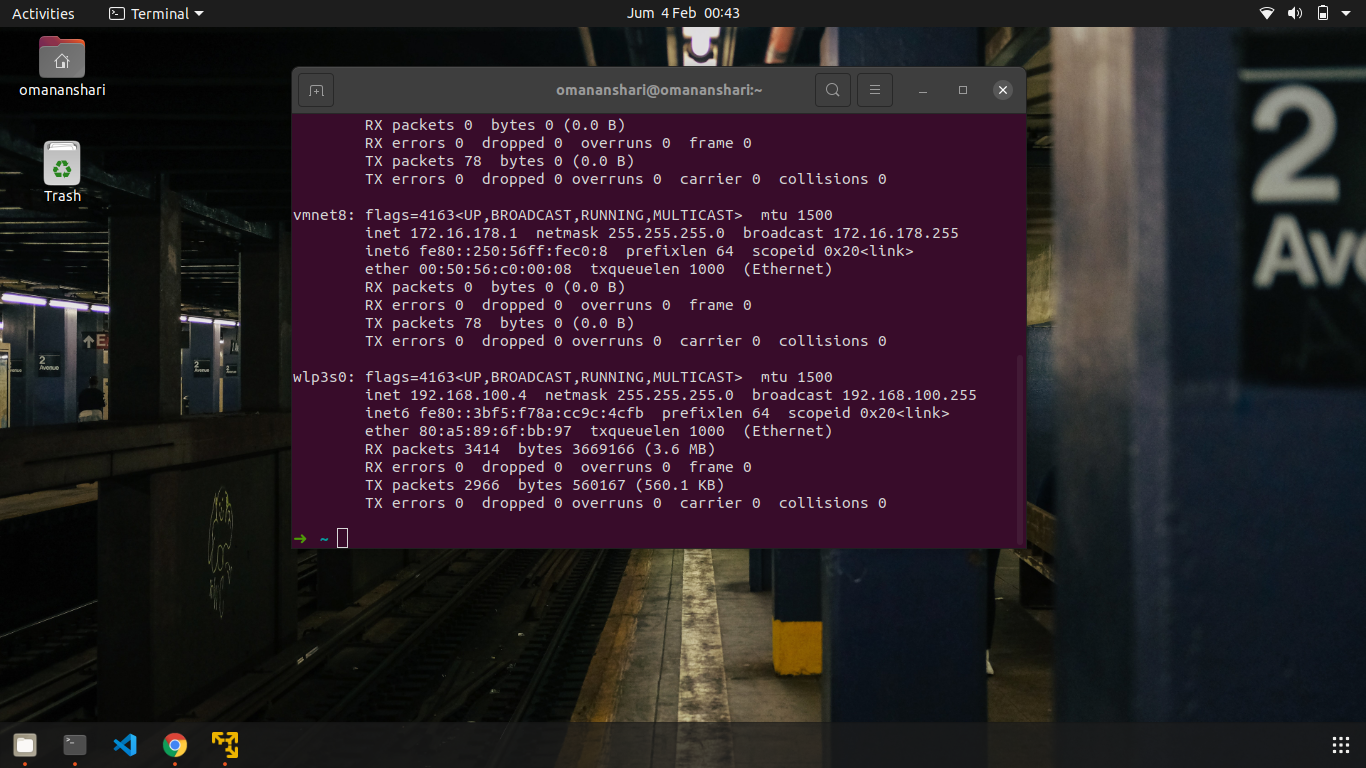 Activities
Terminal
Jum 4 Feb 00:43
omananshari
Trash
omananshari@omananshari:~
RX packets 0  bytes 0 (0.0 B)
RX errors 0  dropped 0  overruns 0  frame 0
TX packets 78  bytes 0 (0.0 B)
TX errors 0  dropped 0 overruns 0  carrier 0  collisions 0
vmnet8: flags=4163<UP,BROADCAST,RUNNING,MULTICAST>  mtu 1500
inet 172.16.178.1  netmask 255.255.255.0  broadcast 172.16.178.255
inet6 fe80::250:56ff:fec0:8  prefixlen 64  scopeid 0x20<link>
ether 00:50:56:c0:00:08  txqueuelen 1000  (Ethernet)
RX packets 0  bytes 0 (0.0 B)
RX errors 0  dropped 0  overruns 0  frame 0
TX packets 78  bytes 0 (0.0 B)
TX errors 0  dropped 0 overruns 0  carrier 0  collisions 0
wlp3s0: flags=4163<UP,BROADCAST,RUNNING,MULTICAST>  mtu 1500
inet 192.168.100.4  netmask 255.255.255.0  broadcast 192.168.100.255
inet6 fe80::3bf5:f78a:cc9c:4cfb  prefixlen 64  scopeid 0x20<link>
ether 80:a5:89:6f:bb:97  txqueuelen 1000  (Ethernet)
RX packets 3414  bytes 3669166 (3.6 MB)
RX errors 0  dropped 0  overruns 0  frame 0
TX packets 2966  bytes 560167 (560.1 KB)
TX errors 0  dropped 0 overruns 0  carrier 0  collisions 0
➜  ~
2
Ave
2
Avenue
2
Avenue